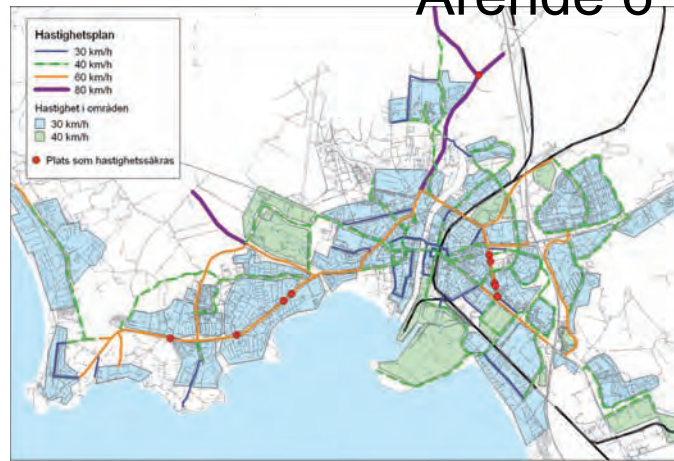 Ärende 6
Hastighetsplan
30 km/h
40 km/h
60 km/h
80 km/h
Hastighet i områden
30 km/h
40 km/h
Plats som hastighetssäkras